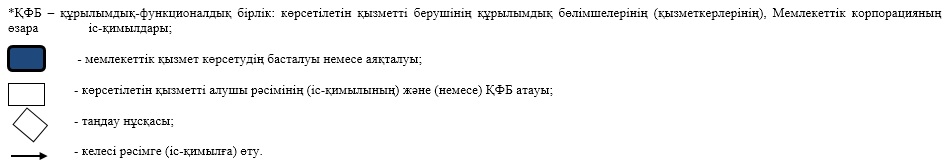 *ҚФБ – құрылымдық-функционалдық бірлік: көрсетілетін қызметті берушінің құрылымдық бөлімшелерінің (қызметкерлерінің), Мемлекеттік корпорацияның
өзара іс-қимылдары;
- мемлекеттік қызмет көрсетудің басталуы немесе аяқталуы;
- көрсетілетін қызметті алушы рәсімінің (іс-қимылының) және (немесе) ҚФБ атауы;
- таңдау нұсқасы;
- келесі рәсімге (іс-қимылға) өту.